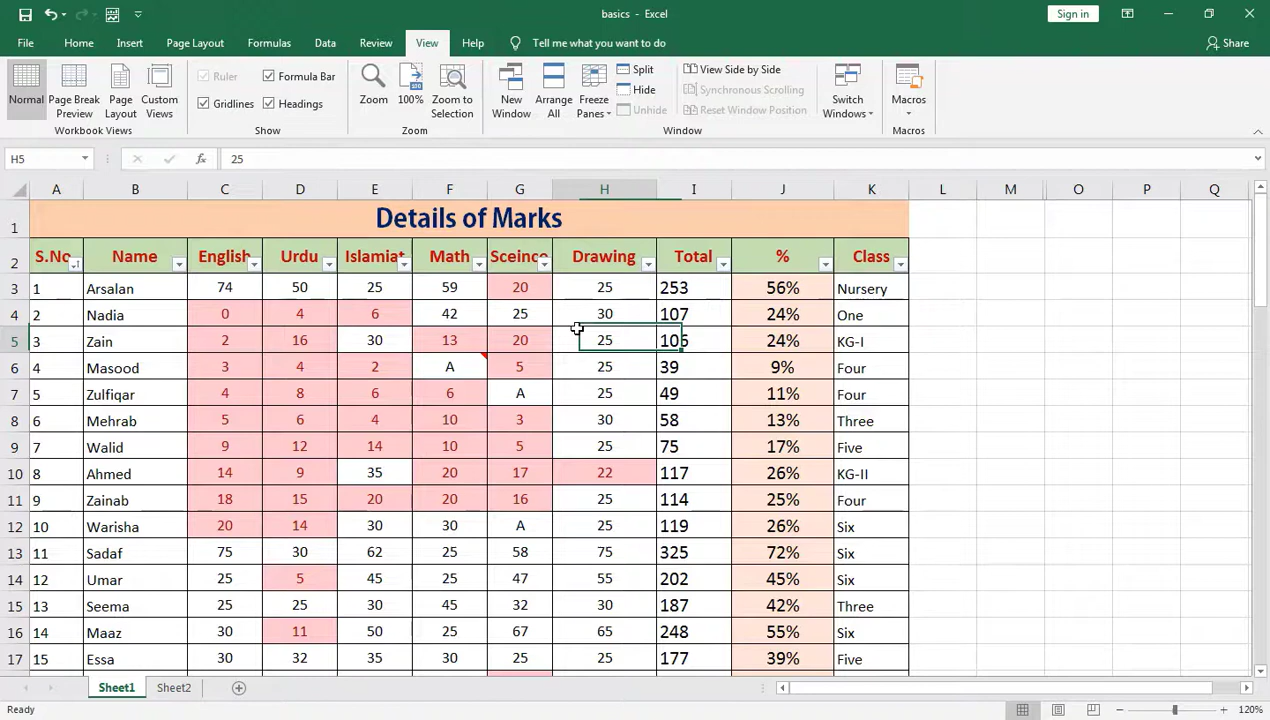 basics - Excel
Sign in
File Home Insert Page Layout Formulas Data Review View Help Tell me what you want to do Share
Normal Page Break Preview Page Layout Custom Views
Workbook Views
Ruler Formula Bar
Gridlines Headings
Show
Zoom 100% Zoom to Selection
Zoom
New Window Arrange All Freeze Panes
Split
Hide
Unhide
View Side by Side
Synchronous Scrolling
Reset Window Position
Switch Windows
Window
Macros
Macros
H5 fx 25
A B C D E F G H I J K L M O P Q
1 Details of Marks
2 S.No Name English Urdu Islamiat Math Sceince Drawing Total % Class
3 1 Arsalan 74 50 25 59 20 25 253 56% Nursery
4 2 Nadia 0 4 6 42 25 30 107 24% One
5 3 Zain 2 16 30 13 20 25 106 24% KG-I
6 4 Masood 3 4 2 A 5 25 39 9% Four
7 5 Zulfiqar 4 8 6 6 A 25 49 11% Four
8 6 Mehrab 5 6 4 10 3 30 58 13% Three
9 7 Walid 9 12 14 10 5 25 75 17% Five
10 8 Ahmed 14 9 35 20 17 22 117 26% KG-II
11 9 Zainab 18 15 20 20 16 25 114 25% Four
12 10 Warisha 20 14 30 30 A 25 119 26% Six
13 11 Sadaf 75 30 62 25 58 75 325 72% Six
14 12 Umar 25 5 45 25 47 55 202 45% Six
15 13 Seema 25 25 30 45 32 30 187 42% Three
16 14 Maaz 30 11 50 25 67 65 248 55% Six
17 15 Essa 30 32 35 30 25 25 177 39% Five
Sheet1 Sheet2
Ready 120%